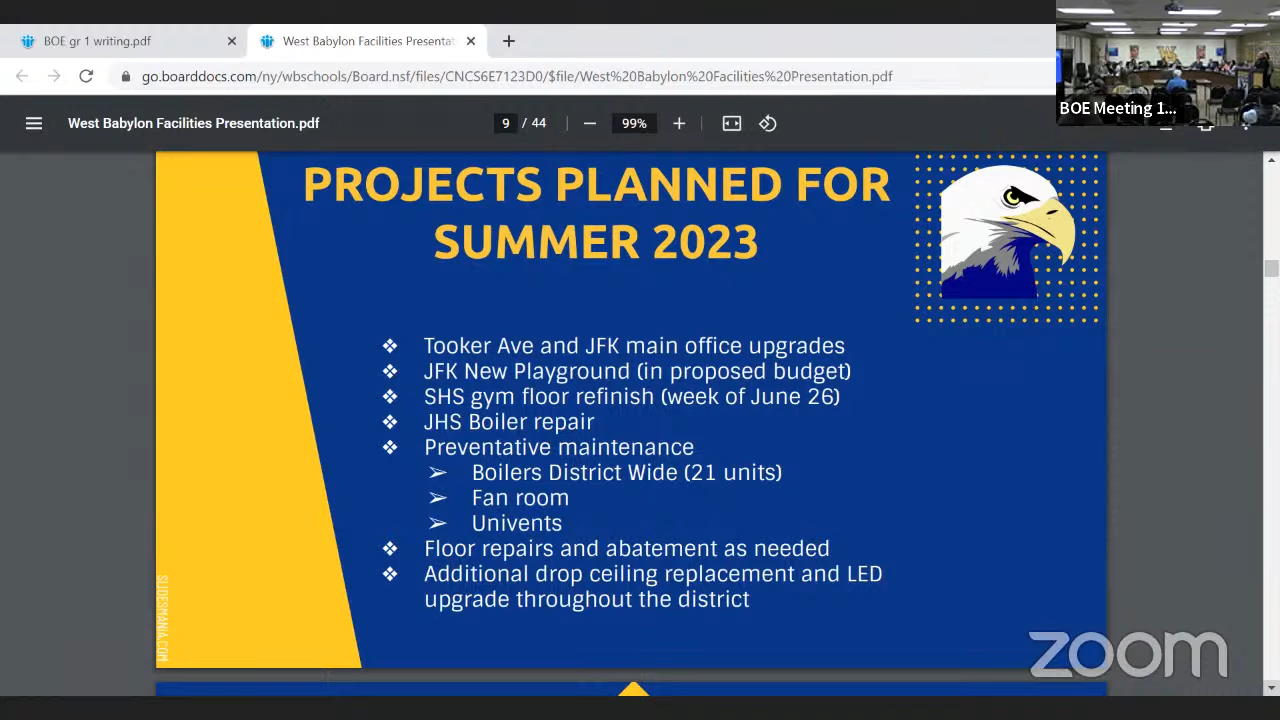 BOE gr 1 writing.pdf
West Babylon Facilities Presentat
go.boarddocs.com/ny/wbschools/Board.nsf/files/CNCS6E7123D0/$file/West%20Babylon%20Facilities%20Presentation.pdf
BOE Meeting 1...
West Babylon Facilities Presentation.pdf
9 / 44
99%
PROJECTS PLANNED FOR
SUMMER 2023
❖ Tooker Ave and JFK main office upgrades
❖ JFK New Playground (in proposed budget)
❖ SHS gym floor refinish (week of June 26)
❖ JHS Boiler repair
❖ Preventative maintenance
➢ Boilers District Wide (21 units)
➢ Fan room
➢ Univents
❖ Floor repairs and abatement as needed
❖ Additional drop ceiling replacement and LED
upgrade throughout the district
SLIDESMANIA.COM
zoom